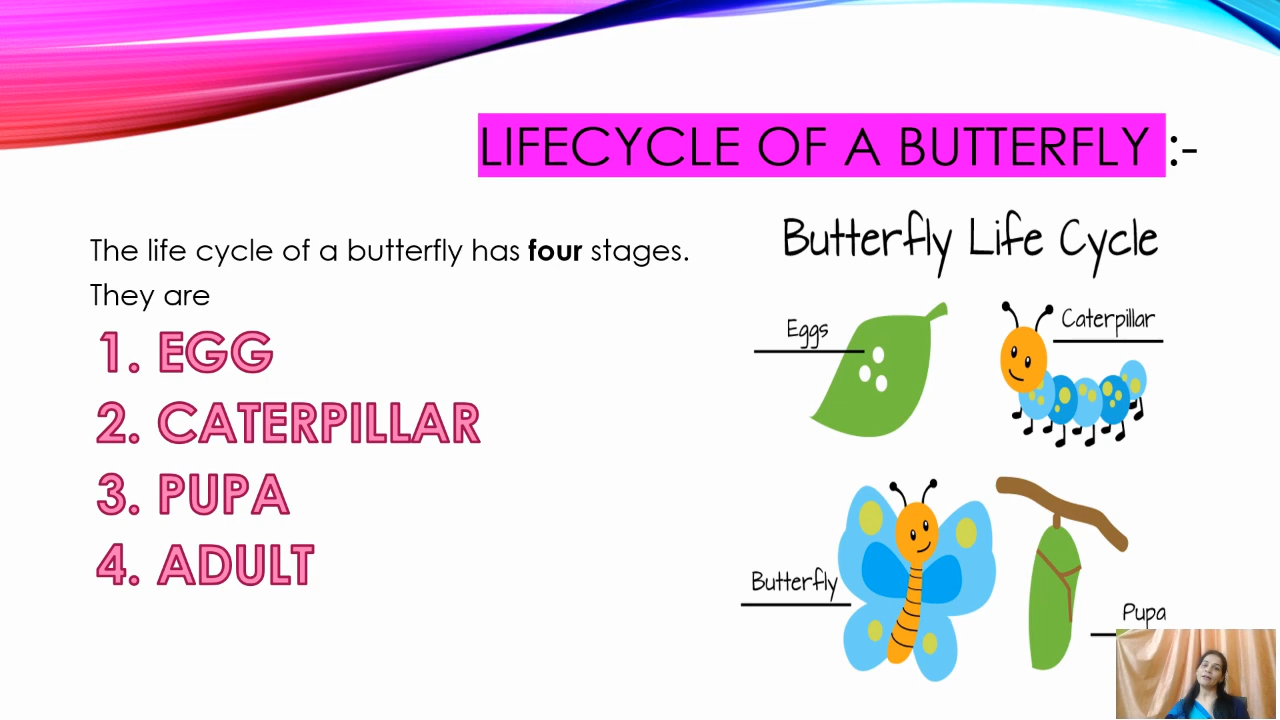 LIFECYCLE OF A BUTTERFLY :-
The life cycle of a butterfly has four stages.
They are
1. EGG
2. CATERPILLAR
3. PUPA
4. ADULT
Butterfly Life Cycle
Eggs
Caterpillar
Butterfly
Pupa